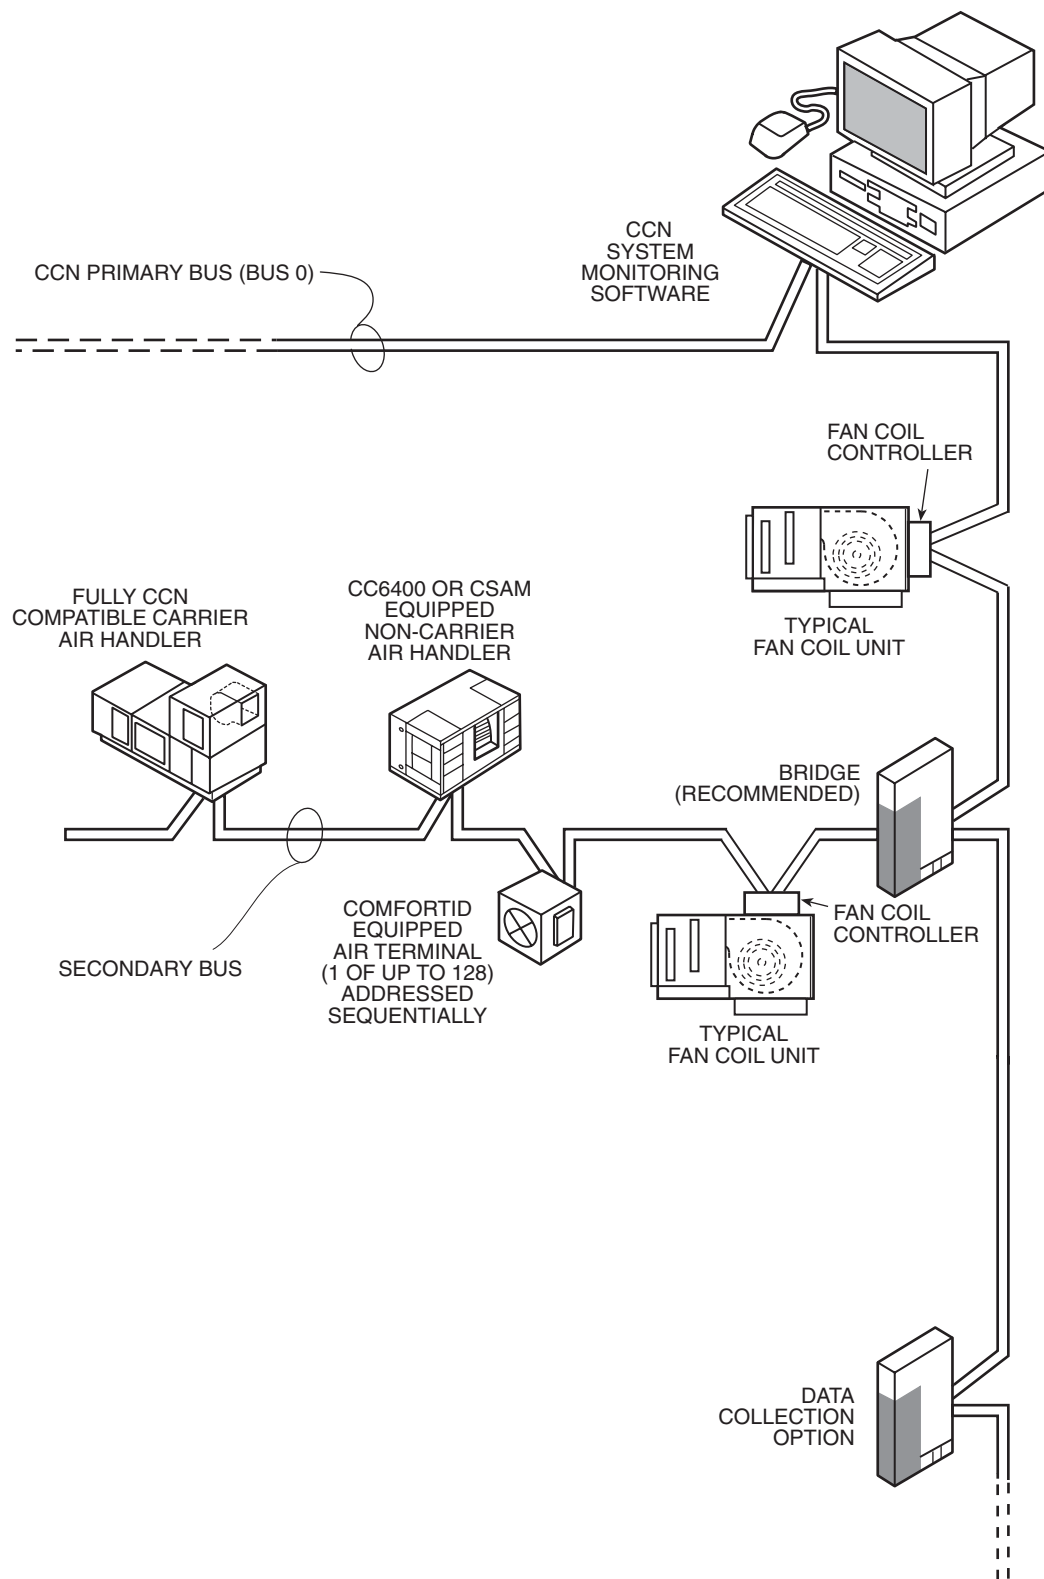 CCN
SYSTEM
MONITORING
SOFTWARE
CCN PRIMARY BUS (BUS 0)
FAN COIL
CONTROLLER
TYPICAL
FAN COIL UNIT
FULLY CCN
COMPATIBLE CARRIER
AIR HANDLER
CC6400 OR CSAM
EQUIPPED
NON-CARRIER
AIR HANDLER
BRIDGE
(RECOMMENDED)
FAN COIL
CONTROLLER
COMFORTID
EQUIPPED
AIR TERMINAL
(1 OF UP TO 128)
ADDRESSED
SEQUENTIALLY
SECONDARY BUS
TYPICAL
FAN COIL UNIT
DATA
COLLECTION
OPTION